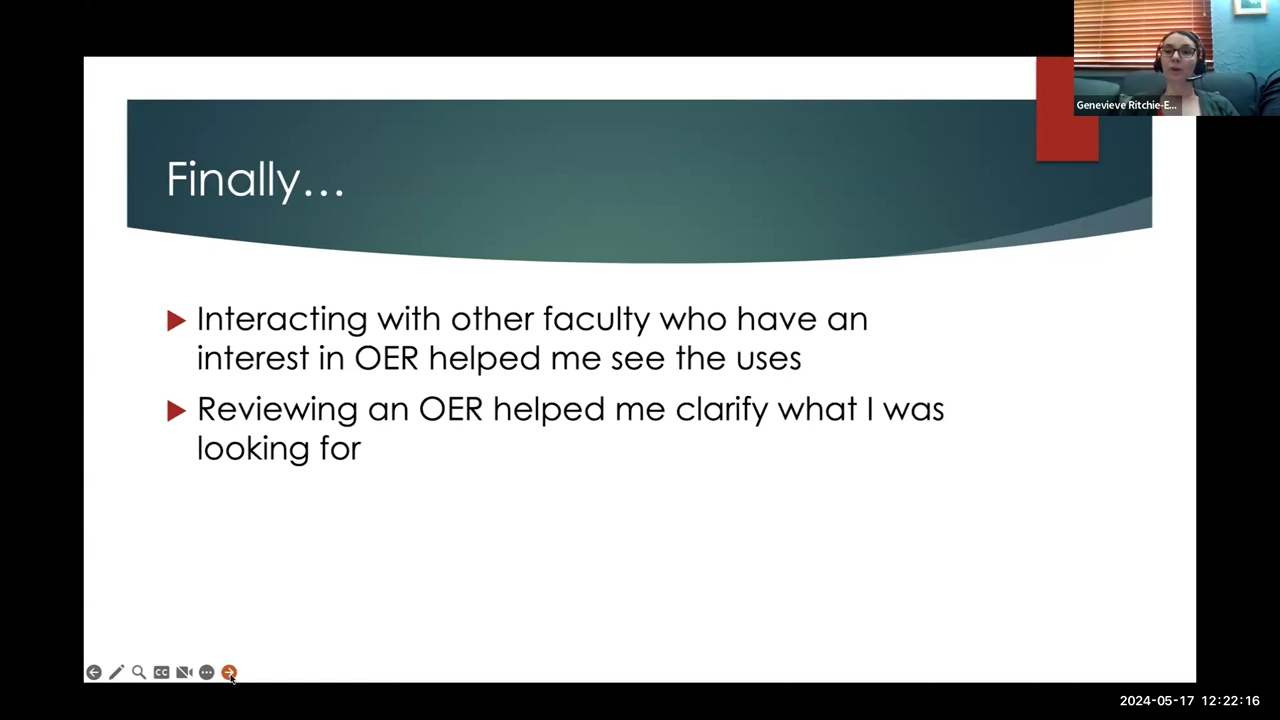 Genevieve Ritchie-E...
Finally...
Interacting with other faculty who have an
interest in OER helped me see the uses
Reviewing an OER helped me clarify what I was
looking for
CC
2024-05-17 12:22:16